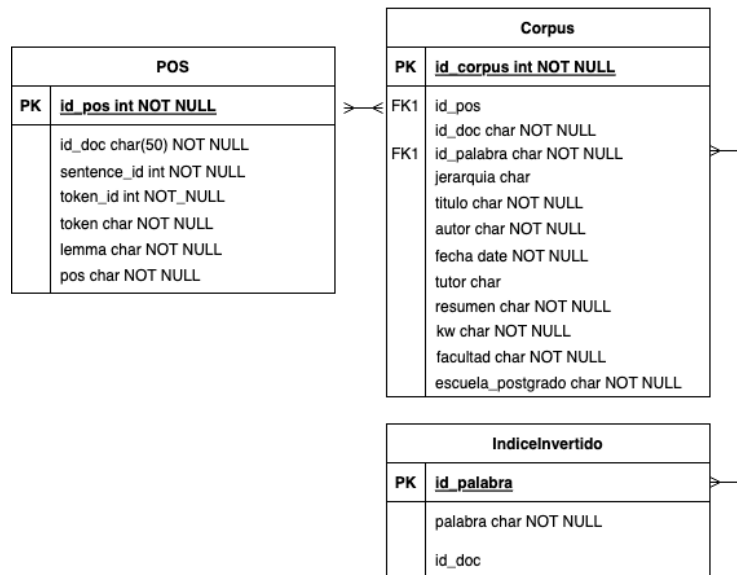 POS
PK id_pos int NOT NULL
id_doc char(50) NOT NULL
sentence_id int NOT NULL
token_id int NOT_NULL
token char NOT NULL
lemma char NOT NULL
pos char NOT NULL
Corpus
PK id_corpus int NOT NULL
FK1 id_pos
id_doc char NOT NULL
FK1 id_palabra char NOT NULL
jerarquia char
titulo char NOT NULL
autor char NOT NULL
fecha date NOT NULL
tutor char
resumen char NOT NULL
kw char NOT NULL
facultad char NOT NULL
escuela_postgrado char NOT NULL
IndiceInvertido
PK id_palabra
palabra char NOT NULL
id_doc